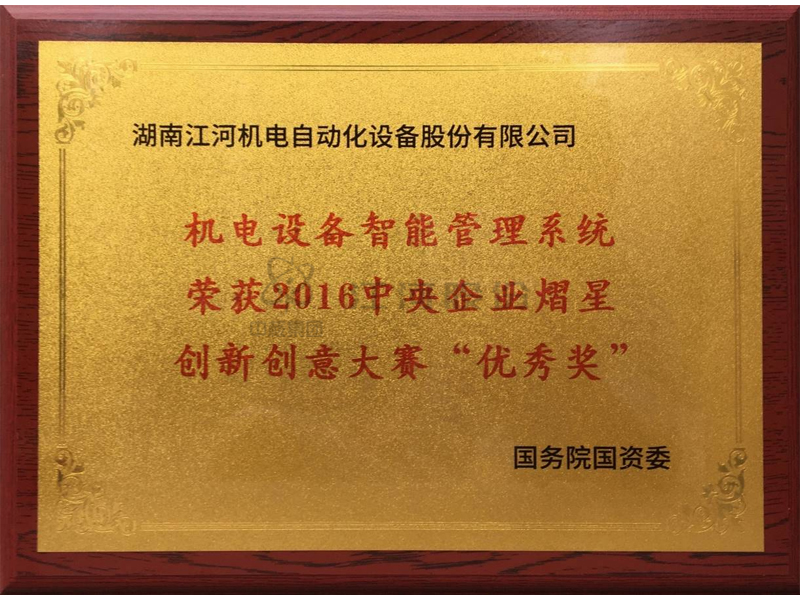 湖南江河机电自动化设备股份有限公司
机电设备智能管理系统
荣获2016中央企业熠星
创新创意大赛“优秀奖”
国务院国资委